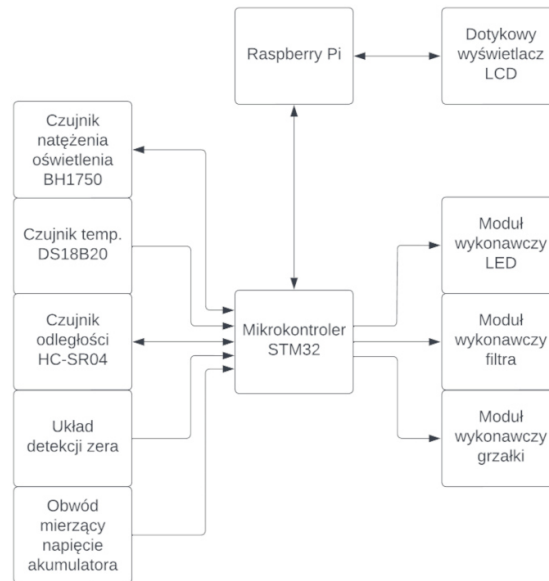 Raspberry Pi
Dotykowy
wyświetlacz
LCD
Czujnik
natężenia
oświetlenia
BH1750
Czujnik temp.
DS18B20
Czujnik
odległości
HC-SR04
Układ
detekcji zera
Obwód
mierzący
napięcie
akumulatora
Mikrokontroler
STM32
Moduł
wykonawczy
LED
Moduł
wykonawczy
filtra
Moduł
wykonawczy
grzałki